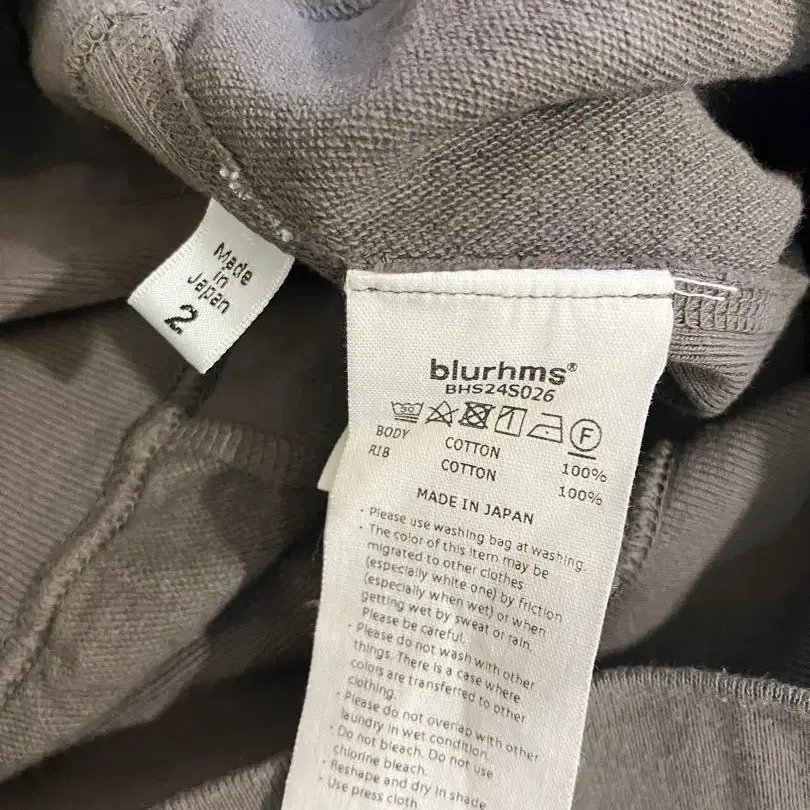 Made
in
Japan
2
blurhms®
BHS24S026
30
F
BODY COTTON 100%
RIB COTTON 100%
MADE IN JAPAN
・Please use washing bag at washing.
・The color of this item may be
migrated to other clothes
(especially white one) by friction
(especially when wet) or when
getting wet by sweat or rain.
Please be careful.
・Please do not wash with other
things. There is a case where
colors are transferred to other
clothing.
・Please do not overlap with other
laundry in wet condition.
・Do not bleach. Do not use
chlorine bleach.
・Reshape and dry in shade
・Use press cloth